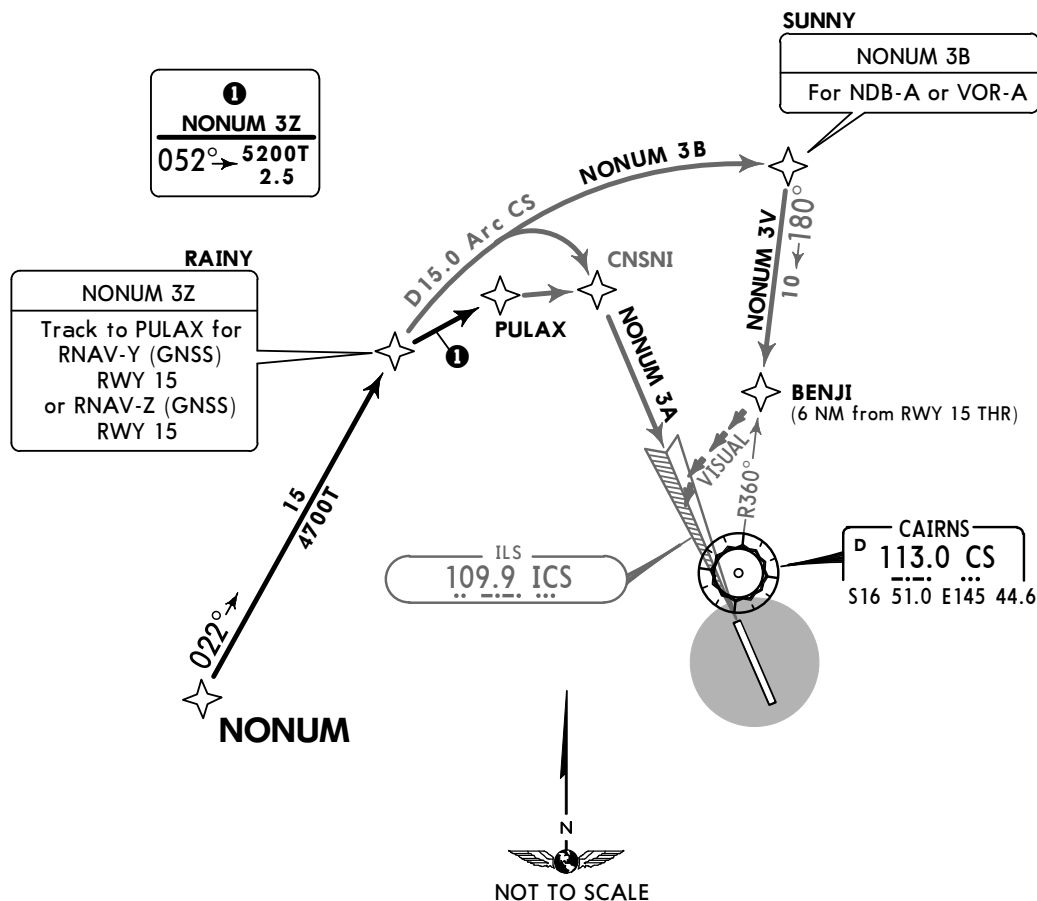 SUNNY
NONUM 3B
For NDB-A or VOR-A
1
NONUM 3Z
052° 5200T
2.5
NONUM 3B
D15.0 Arc CS
CNSNI
NONUM 3V
10 180°
RAINY
NONUM 3Z
Track to PULAX for
RNAV-Y (GNSS)
RWY 15
or RNAV-Z (GNSS)
RWY 15
PULAX
1
NONUM 3A
BENJI
(6 NM from RWY 15 THR)
VISUAL
R360°
15
4700T
022°
ILS
109.9 ICS
CAIRNS
D 113.0 CS
S16 51.0 E145 44.6
NONUM
N
NOT TO SCALE